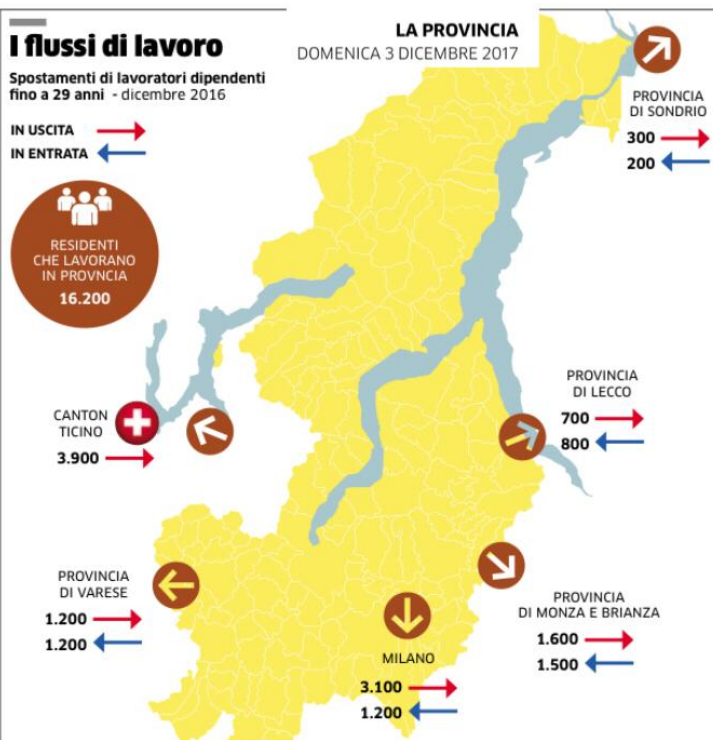 I flussi di lavoro
Spostamenti di lavoratori dipendenti
fino a 29 anni - dicembre 2016
IN USCITA
IN ENTRATA
LA PROVINCIA
DOMENICA 3 DICEMBRE 2017
RESIDENTI
CHE LAVORANO
IN PROVNCIA
16.200
PROVINCIA
DI SONDRIO
300
200
CANTON
TICINO
3.900
PROVINCIA
DI LECCO
700
800
PROVINCIA
DI VARESE
1.200
1.200
MILANO
3.100
1.200
PROVINCIA
DI MONZA E BRIANZA
1.600
1.500